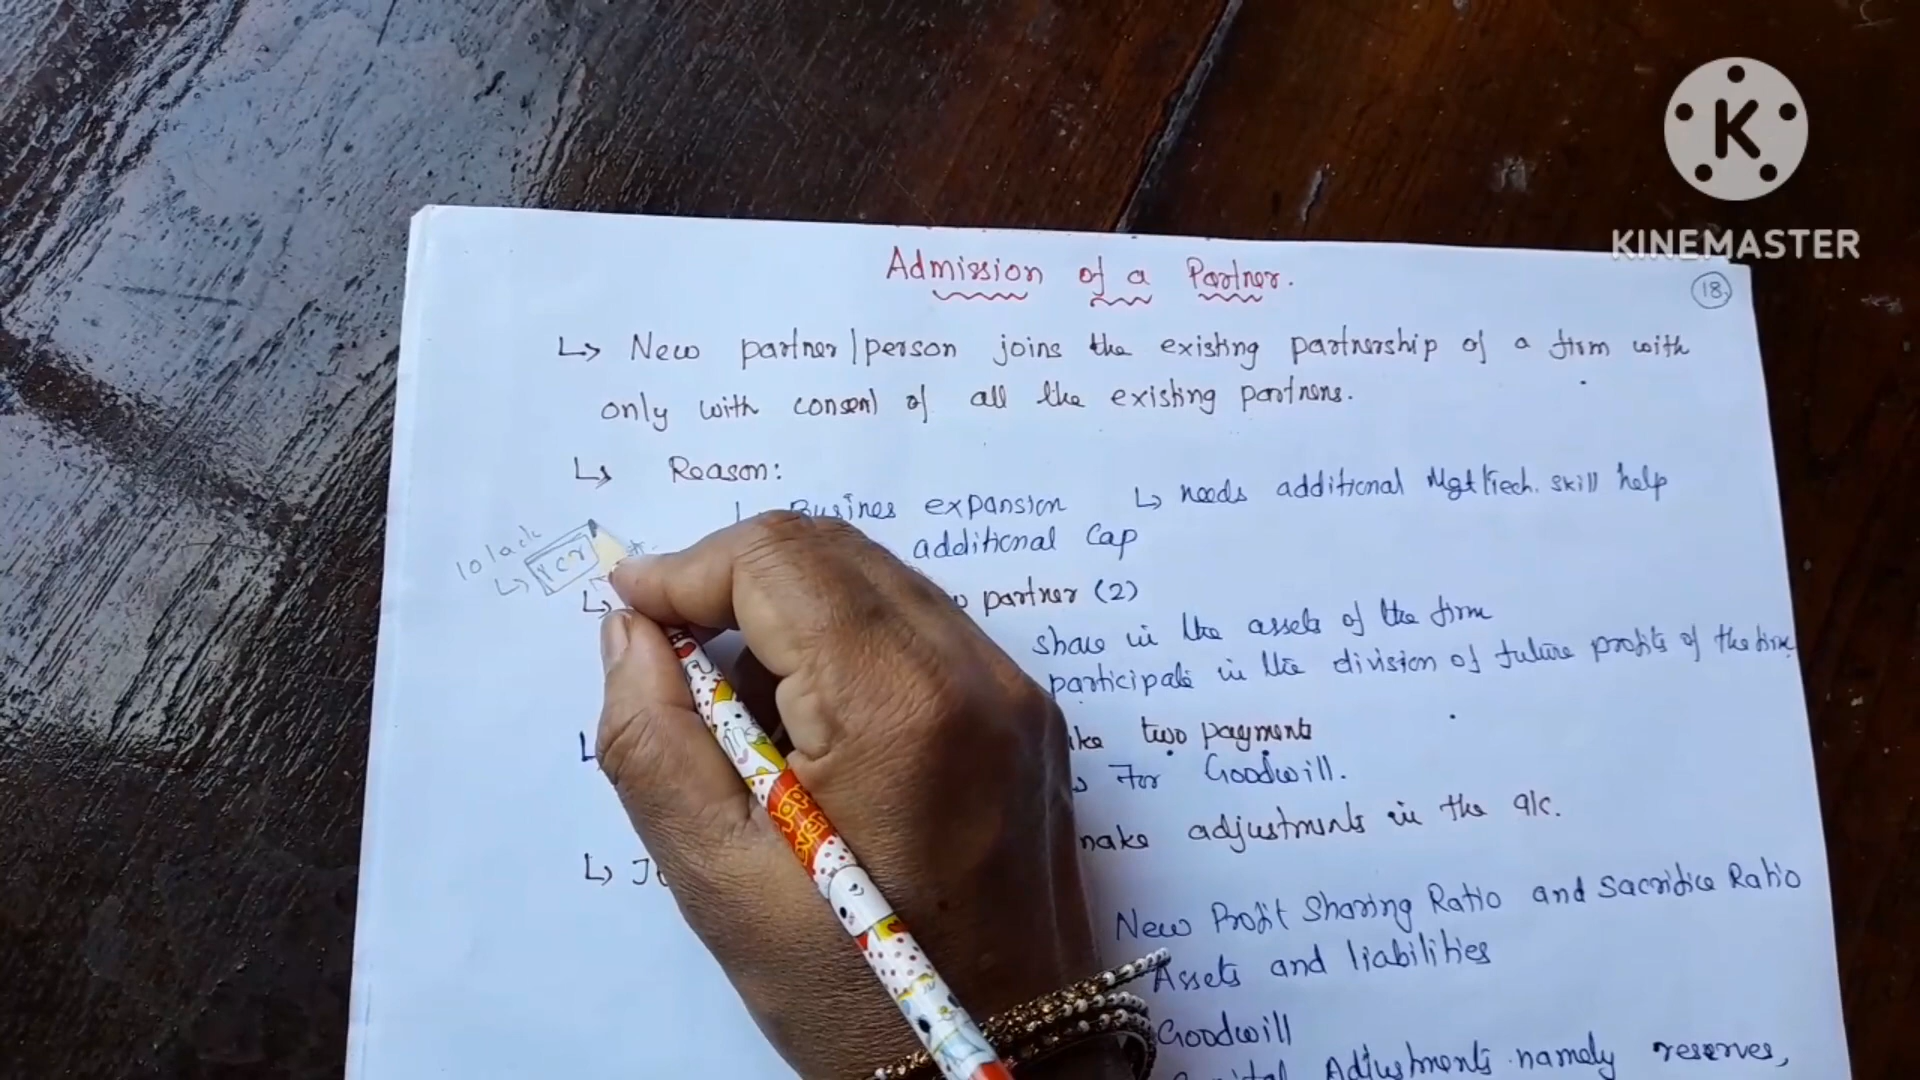 K
KINEMASTER
Admission of a Partner.
18
↳ New partner/person joins the existing partnership of a firm with
only with consent of all the existing partners.
↳ Reason:
Busines expansion ↳ needs additional Mgt/Tech. skill help
additional Cap
10 lack
↳ 1 cr
partner (2)
share in the assets of the firm
participate in the division of future profits of the firm
two payments
For Goodwill.
make adjustments in the a/c.
New Profit Sharing Ratio and Sacrifice Ratio
Assets and liabilities
Goodwill
Adjustments namely reserves,